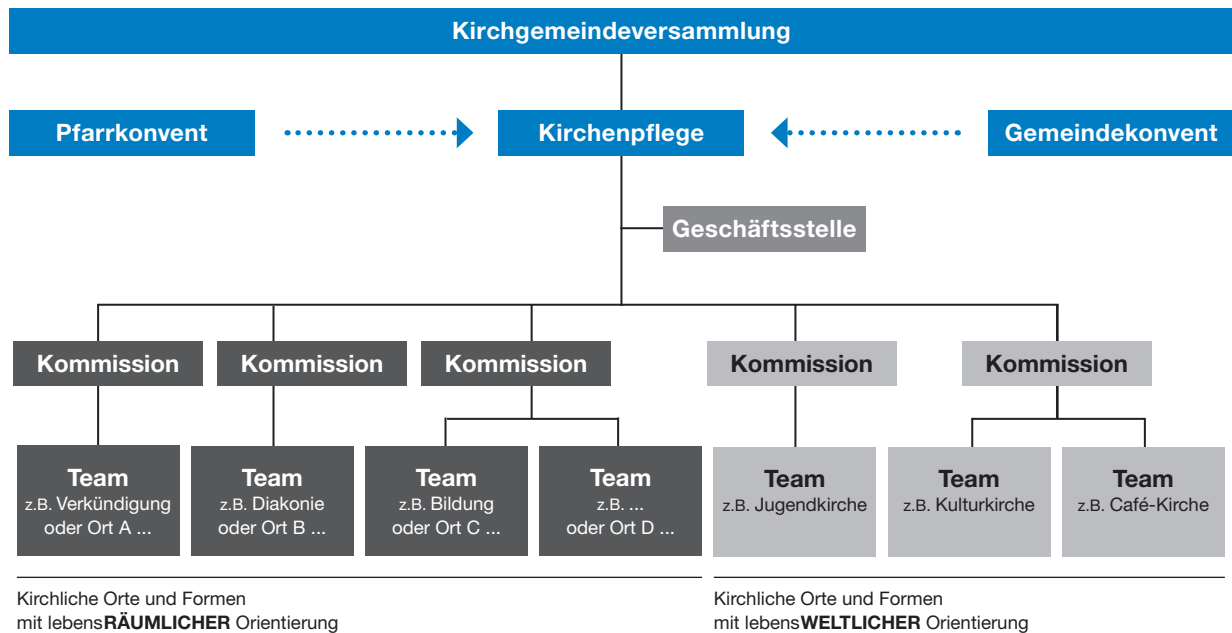 Kirchgemeindeversammlung
Pfarrkonvent
Kirchenpflege
Gemeindekonvent
Geschäftsstelle
Kommission
Kommission
Kommission
Kommission
Kommission
Team
z.B. Verkündigung
oder Ort A ...
Team
z.B. Diakonie
oder Ort B ...
Team
z.B. Bildung
oder Ort C ...
Team
z.B. ...
oder Ort D ...
Team
z.B. Jugendkirche
Team
z.B. Kulturkirche
Team
z.B. Café-Kirche
Kirchliche Orte und Formen
mit lebensRÄUMLICHER Orientierung
Kirchliche Orte und Formen
mit lebensWELTLICHER Orientierung